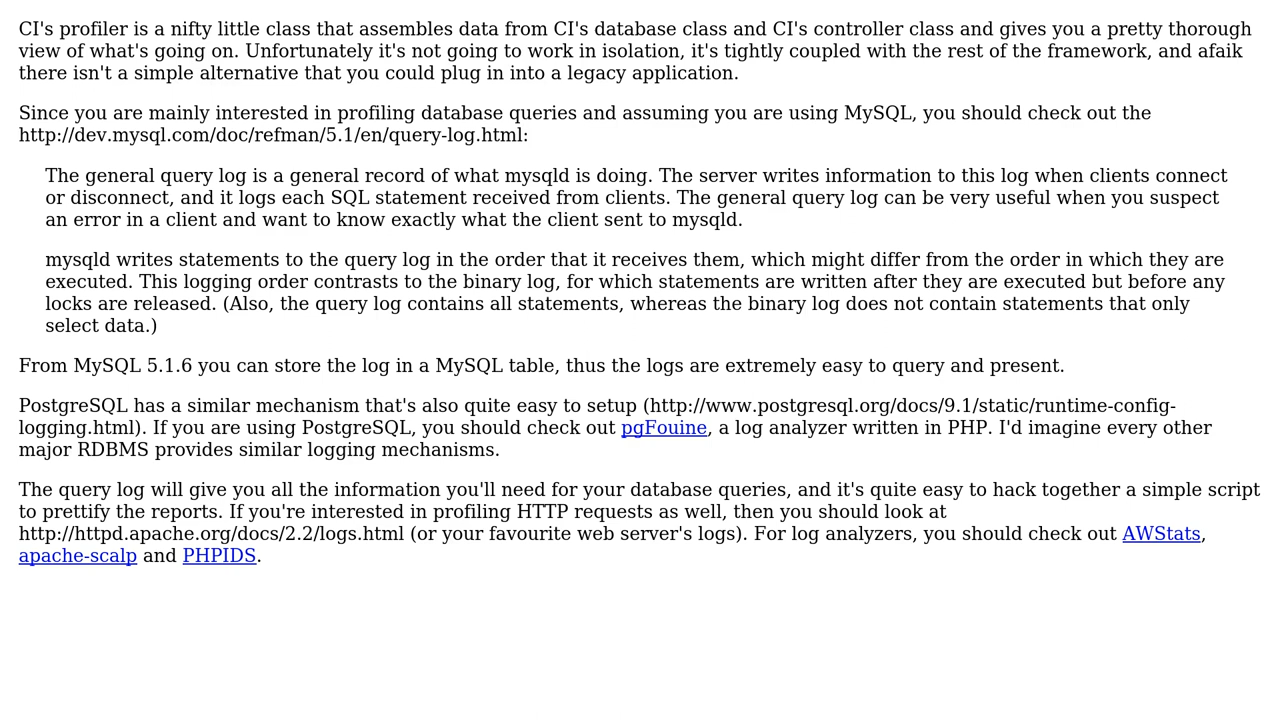 CI's profiler is a nifty little class that assembles data from CI's database class and CI's controller class and gives you a pretty thorough
view of what's going on. Unfortunately it's not going to work in isolation, it's tightly coupled with the rest of the framework, and afaik
there isn't a simple alternative that you could plug in into a legacy application.
Since you are mainly interested in profiling database queries and assuming you are using MySQL, you should check out the
http://dev.mysql.com/doc/refman/5.1/en/query-log.html:
The general query log is a general record of what mysqld is doing. The server writes information to this log when clients connect
or disconnect, and it logs each SQL statement received from clients. The general query log can be very useful when you suspect
an error in a client and want to know exactly what the client sent to mysqld.
mysqld writes statements to the query log in the order that it receives them, which might differ from the order in which they are
executed. This logging order contrasts to the binary log, for which statements are written after they are executed but before any
locks are released. (Also, the query log contains all statements, whereas the binary log does not contain statements that only
select data.)
From MySQL 5.1.6 you can store the log in a MySQL table, thus the logs are extremely easy to query and present.
PostgreSQL has a similar mechanism that's also quite easy to setup (http://www.postgresql.org/docs/9.1/static/runtime-config-
logging.html). If you are using PostgreSQL, you should check out pgFouine, a log analyzer written in PHP. I'd imagine every other
major RDBMS provides similar logging mechanisms.
The query log will give you all the information you'll need for your database queries, and it's quite easy to hack together a simple script
to prettify the reports. If you're interested in profiling HTTP requests as well, then you should look at
http://httpd.apache.org/docs/2.2/logs.html (or your favourite web server's logs). For log analyzers, you should check out AWStats,
apache-scalp and PHPIDS.